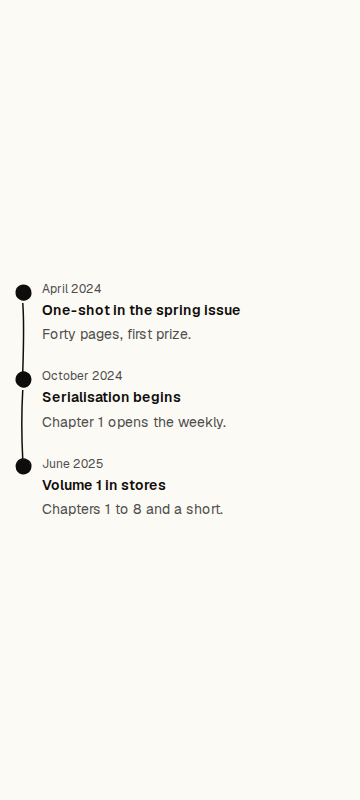 April 2024
One-shot in the spring issue
Forty pages, first prize.
October 2024
Serialisation begins
Chapter 1 opens the weekly.
June 2025
Volume 1 in stores
Chapters 1 to 8 and a short.